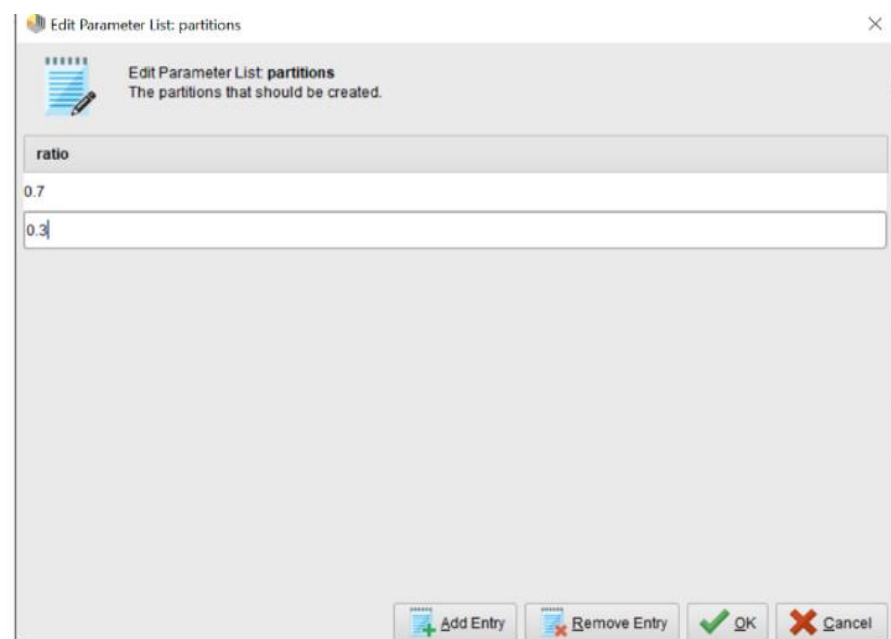 Edit Parameter List: partitions
Edit Parameter List: partitions
The partitions that should be created.
ratio
0.7
0.3
Add Entry
Remove Entry
OK
Cancel